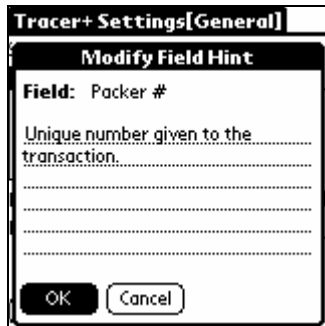 Tracer+ Settings[General]
Modify Field Hint
Field: Packer #
Unique number given to the
transaction.
OK Cancel